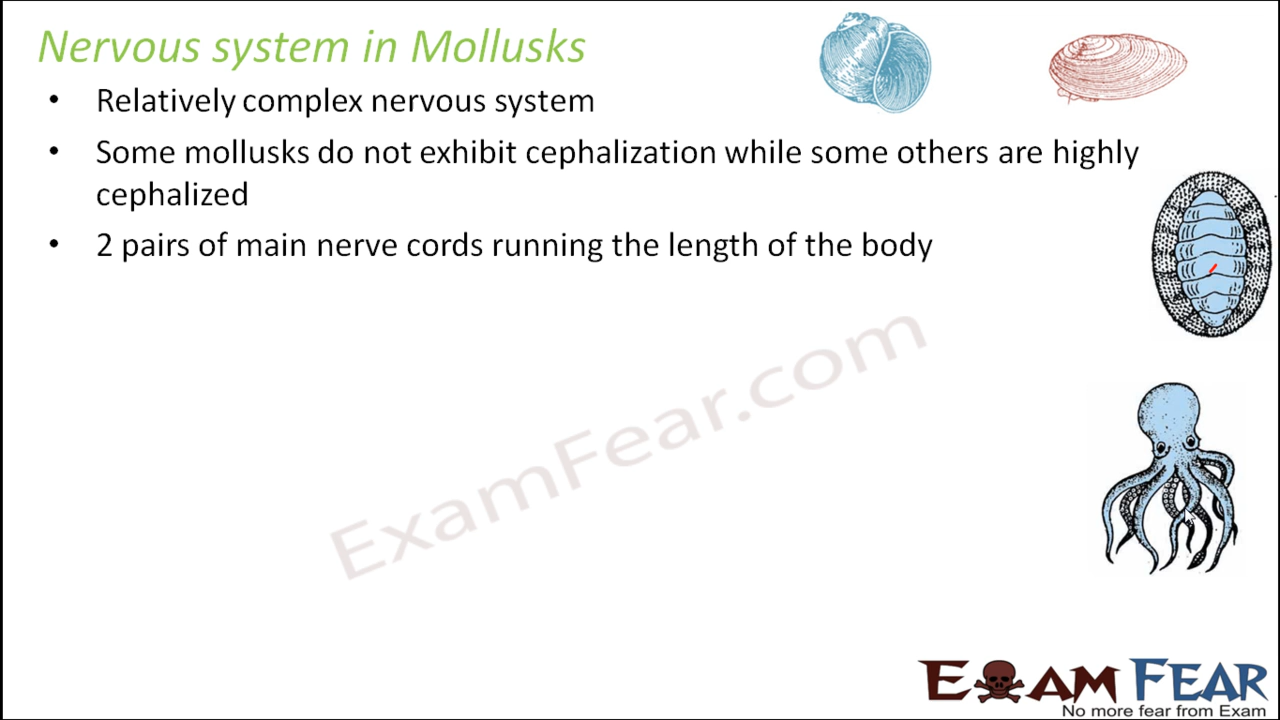 Nervous system in Mollusks
• Relatively complex nervous system
• Some mollusks do not exhibit cephalization while some others are highly
cephalized
• 2 pairs of main nerve cords running the length of the body
ExamFear.com
EXAM FEAR
No more fear from Exam